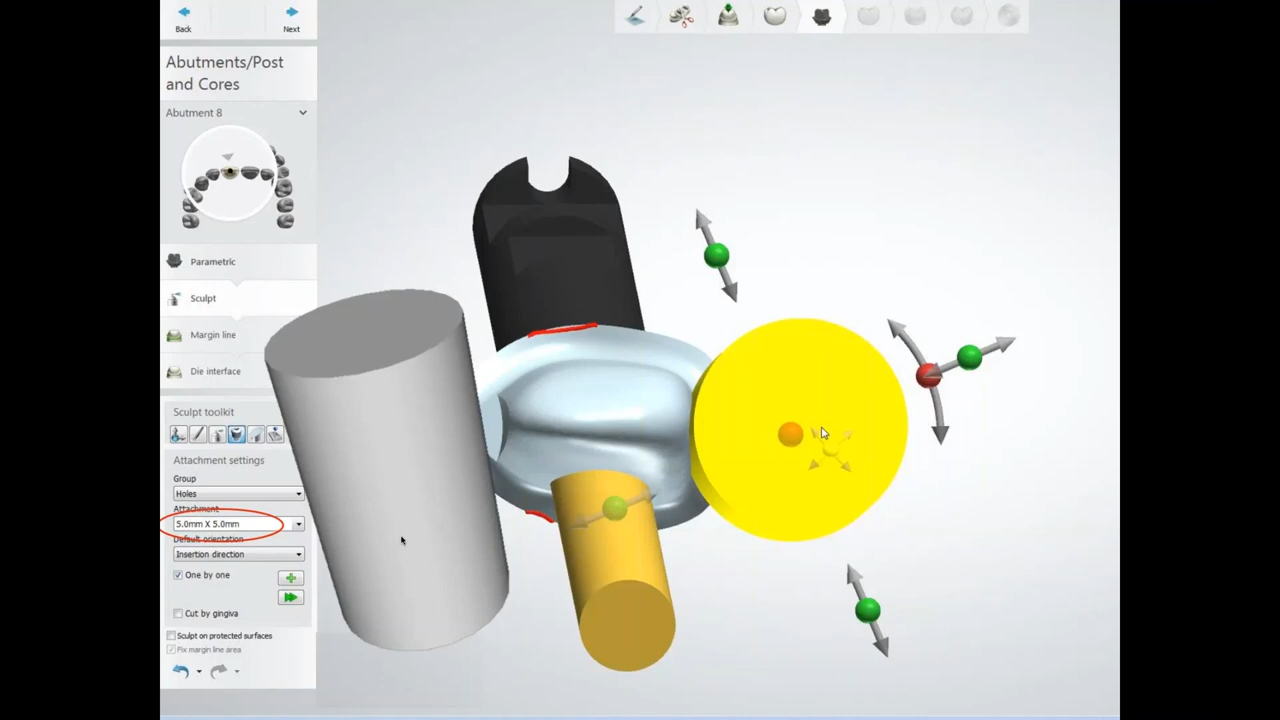 Back
Next
Abutments/Post
and Cores
Abutment 8
Parametric
Sculpt
Margin line
Die interface
Sculpt toolkit
Attachment settings
Group
Holes
Attachment
5.0mm X 5.0mm
Default orientation
Insertion direction
One by one
Cut by gingiva
Sculpt on protected surfaces
Fix margin line area